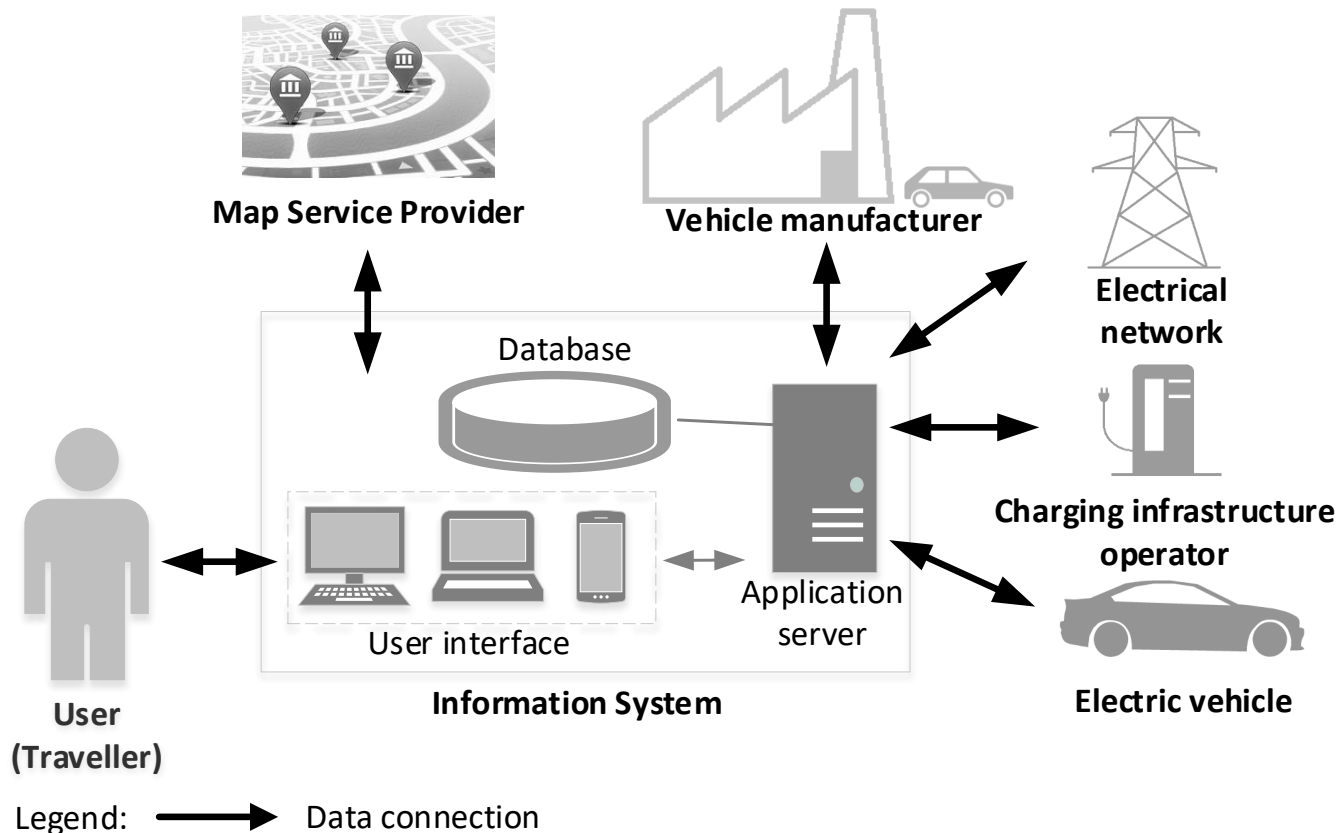 Map Service Provider
Vehicle manufacturer
Electrical
network
Database
Charging infrastructure
operator
Application
server
User interface
Information System
Electric vehicle
User
(Traveller)
Legend:
Data connection